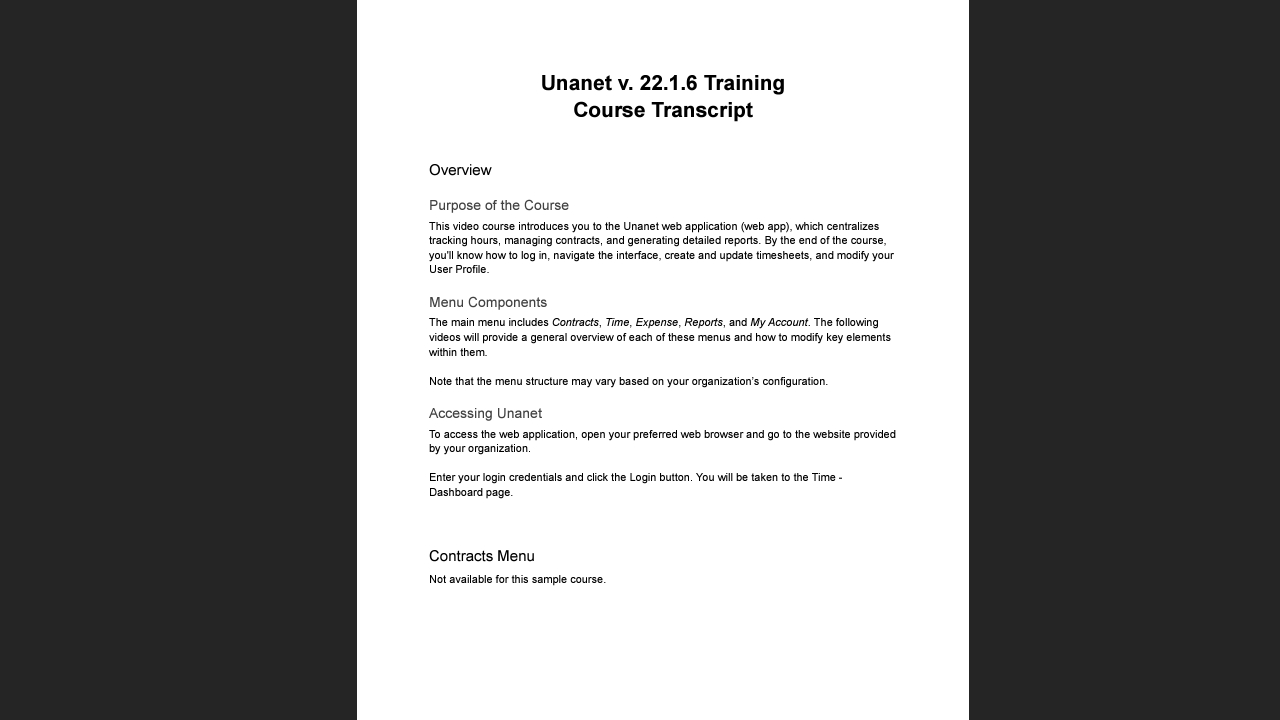 Unanet v. 22.1.6 Training
Course Transcript
Overview
Purpose of the Course
This video course introduces you to the Unanet web application (web app), which centralizes
tracking hours, managing contracts, and generating detailed reports. By the end of the course,
you'll know how to log in, navigate the interface, create and update timesheets, and modify your
User Profile.
Menu Components
The main menu includes Contracts, Time, Expense, Reports, and My Account. The following
videos will provide a general overview of each of these menus and how to modify key elements
within them.
Note that the menu structure may vary based on your organization’s configuration.
Accessing Unanet
To access the web application, open your preferred web browser and go to the website provided
by your organization.
Enter your login credentials and click the Login button. You will be taken to the Time -
Dashboard page.
Contracts Menu
Not available for this sample course.